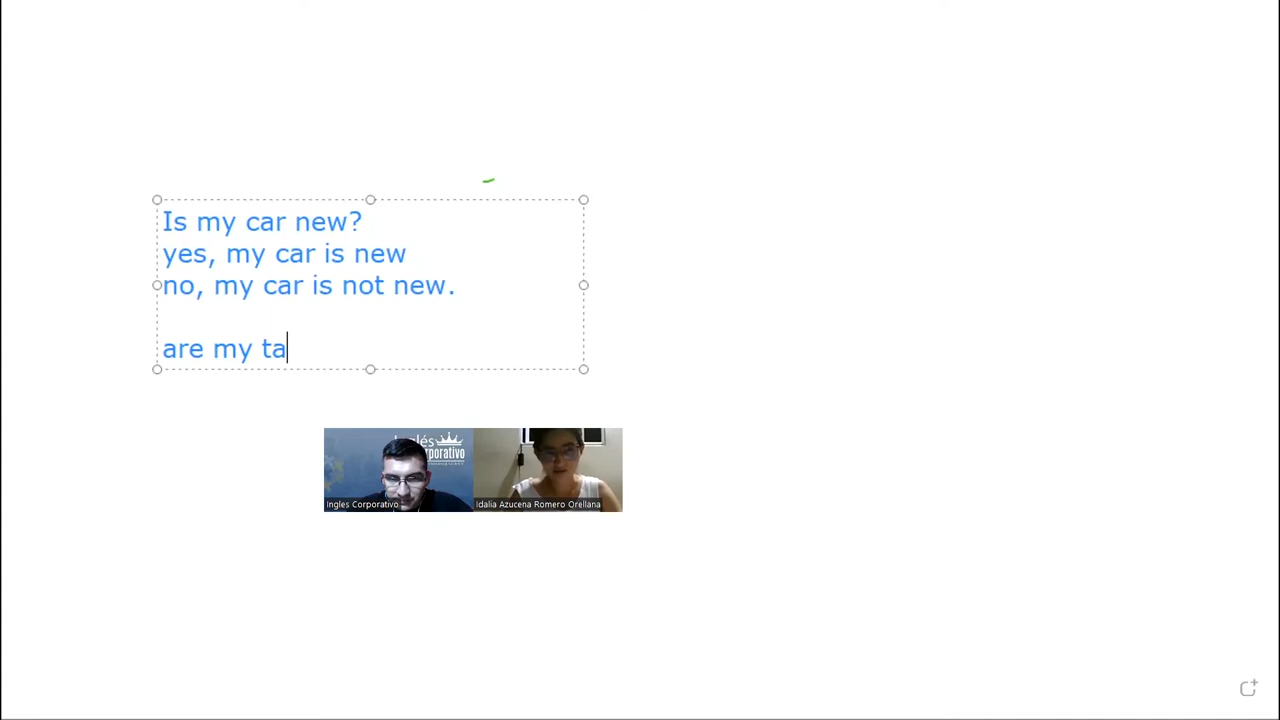 Is my car new?
yes, my car is new
no, my car is not new.
are my ta
Inglés
corporativo
Ingles Corporativo
Idalia Azucena Romero Orellana